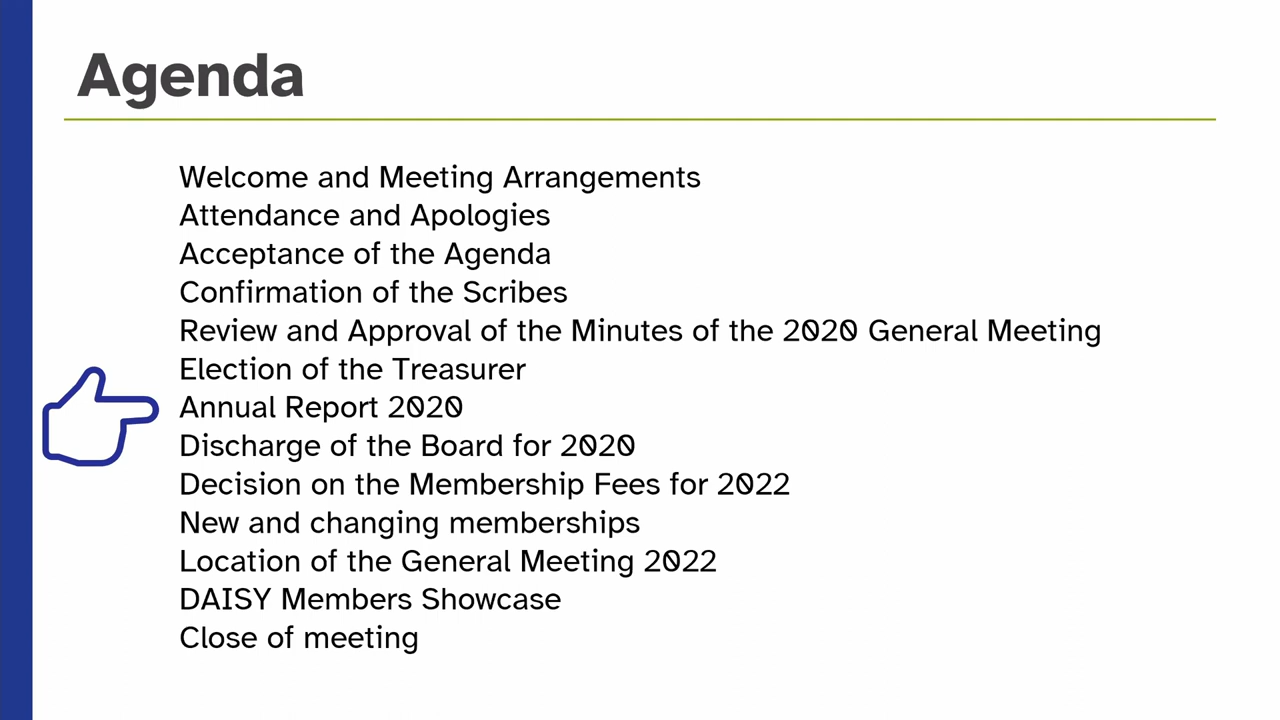 Agenda
Welcome and Meeting Arrangements
Attendance and Apologies
Acceptance of the Agenda
Confirmation of the Scribes
Review and Approval of the Minutes of the 2020 General Meeting
Election of the Treasurer
Annual Report 2020
Discharge of the Board for 2020
Decision on the Membership Fees for 2022
New and changing memberships
Location of the General Meeting 2022
DAISY Members Showcase
Close of meeting